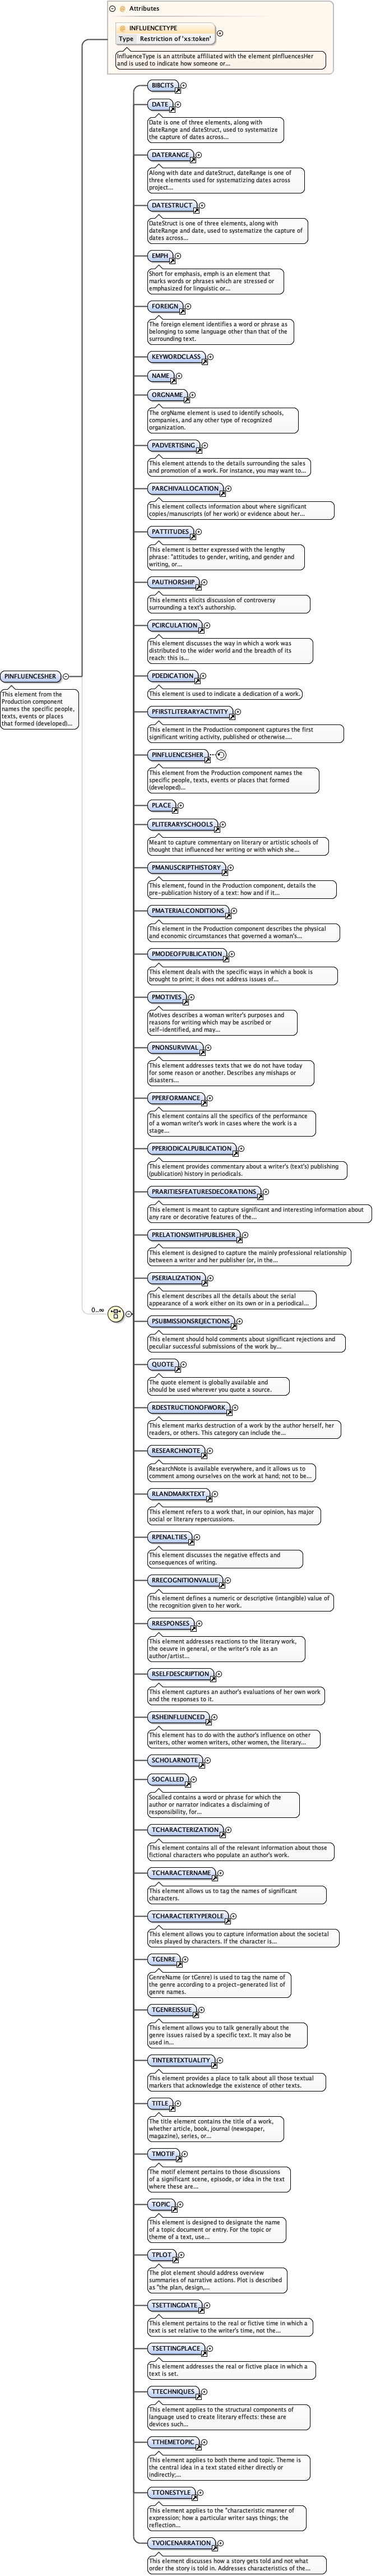 Attributes
INFLUENCETYPE
Type Restriction of 'xs:token'
InfluenceType is an attribute affiliated with the element pInfluencesHer
and is used to indicate how someone or...
BIBCITS
DATE
Date is one of three elements, along with
dateRange and dateStruct, used to systematize
the capture of dates across...
DATERANGE
Along with date and dateStruct, dateRange is one of
three elements used for systematizing dates across
project...
DATESTRUCT
DateStruct is one of three elements, along with
dateRange and date, used to systematize the capture of
dates across...
EMPH
Short for emphasis, emph is an element that
marks words or phrases which are stressed or
emphasized for linguistic or...
FOREIGN
The foreign element identifies a word or phrase as
belonging to some language other than that of the
surrounding text.
KEYWORDCLASS
NAME
ORGNAME
The orgName element is used to identify schools,
companies, and any other type of recognized
organization.
PADVERTISING
This element attends to the details surrounding the sales
and promotion of a work. For instance, you may want to...
PARCHIVALLOCATION
This element collects information about where significant
copies/manuscripts (of her work) or evidence about her...
PATTITUDES
This element is better expressed with the lengthy
phrase: "attitudes to gender, writing, and gender and
writing, or...
PAUTHORSHIP
This elements elicits discussion of controversy
surrounding a text's authorship.
PCIRCULATION
This element discusses the way in which a work was
distributed to the wider world and the breadth of its
reach: this is...
PDEDICATION
This element is used to indicate a dedication of a work.
PFIRSTLITERARYACTIVITY
This element in the Production component captures the first
significant writing activity, published or otherwise....
PINFLUENCESHER
This element from the
Production component
names the specific people,
texts, events or places
that formed (developed)...
PINFLUENCESHER
This element from the Production component names the
specific people, texts, events or places that formed
(developed)...
PLACE
PLITERARYSCHOOLS
Meant to capture commentary on literary or artistic schools of
thought that influenced her writing or with which she...
PMANUSCRIPTHISTORY
This element, found in the Production component, details the
pre-publication history of a text: how and if it...
PMATERIALCONDITIONS
This element in the Production component describes the physical
and economic circumstances that governed a woman's...
PMODEOFPUBLICATION
This element deals with the specific ways in which a book is
brought to print; it does not address issues of...
PMOTIVES
Motives describes a woman writer's purposes and
reasons for writing which may be ascribed or
self-identified, and may...
PNONSURVIVAL
This element addresses texts that we do not have today
for some reason or another. Describes any mishaps or
disasters...
PPERFORMANCE
This element contains all the specifics of the performance
of a woman writer's work in cases where the work is a
stage...
PPERIODICALPUBLICATION
This element provides commentary about a writer's (text's) publishing
(publication) history in periodicals.
PRARITIESFEATURESDECORATIONS
This element is meant to capture significant and interesting information about
any rare or decorative features of the...
PRELATIONSWITHPUBLISHER
This element is designed to capture the mainly professional relationship
between a writer and her publisher (or, in the...
PSERIALIZATION
This element describes all the details about the serial
appearance of a work either on its own or in a periodical...
0..∞
PSUBMISSIONSREJECTIONS
This element should hold comments about significant rejections and
peculiar successful submissions of the work by...
QUOTE
The quote element is globally available and
should be used wherever you quote a source.
RDESTRUCTIONOFWORK
This element marks destruction of a work by the author herself, her
readers, or others. This category can include the...
RESEARCHNOTE
ResearchNote is available everywhere, and it allows us to
comment among ourselves on the work at hand; not to be...
RLANDMARKTEXT
This element refers to a work that, in our opinion, has major
social or literary repercussions.
RPENALTIES
This element discusses the negative effects and
consequences of writing.
RRECOGNITIONVALUE
This element defines a numeric or descriptive (intangible) value of
the recognition given to her work.
RRESPONSES
This element addresses reactions to the literary work,
the oeuvre in general, or the writer's role as an
author/artist...
RSELFDESCRIPTION
This element captures an author's evaluations of her own work
and the responses to it.
RSHEINFLUENCED
This element has to do with the author's influence on other
writers, other women writers, other women, the literary...
SCHOLARNOTE
SOCALLED
Socalled contains a word or phrase for which the
author or narrator indicates a disclaiming of
responsibility, for...
TCHARACTERIZATION
This element contains all of the relevant information about those
fictional characters who populate an author's work.
TCHARACTERNAME
This element allows us to tag the names of significant
characters.
TCHARACTERTYPEROLE
This element allows you to capture information about the societal
roles played by characters. If the character is...
TGENRE
GenreName (or tGenre) is used to tag the name of
the genre according to a project-generated list of
genre names.
TGENREISSUE
This element allows you to talk generally about the
genre issues raised by a specific text. It may also be
used in...
TINTERTEXTUALITY
This element provides a place to talk about all those textual
markers that acknowledge the existence of other texts.
TITLE
The title element contains the title of a work,
whether article, book, journal (newspaper,
magazine), series, or...
TMOTIF
The motif element pertains to those discussions
of a significant scene, episode, or idea in the text
where these are...
TOPIC
This element is designed to designate the name
of a topic document or entry. For the topic or
theme of a text, use...
TPLOT
The plot element should address overview
summaries of narrative actions. Plot is described
as "the plan, design,...
TSETTINGDATE
This element pertains to the real or fictive time in which a
text is set relative to the writer's time, not the...
TSETTINGPLACE
This element addresses the real or fictive place in which a
text is set.
TTECHNIQUES
This element applies to the structural components of
language used to create literary effects: these are
devices such...
TTHEMETOPIC
This element applies to both theme and topic. Theme is
the central idea in a text stated either directly or
indirectly;...
TTONESTYLE
This element applies to the "characteristic manner of
expression; how a particular writer says things; the
reflection...
TVOICENARRATION
This element discusses how a story gets told and not what
order the story is told in. Addresses characteristics of the...